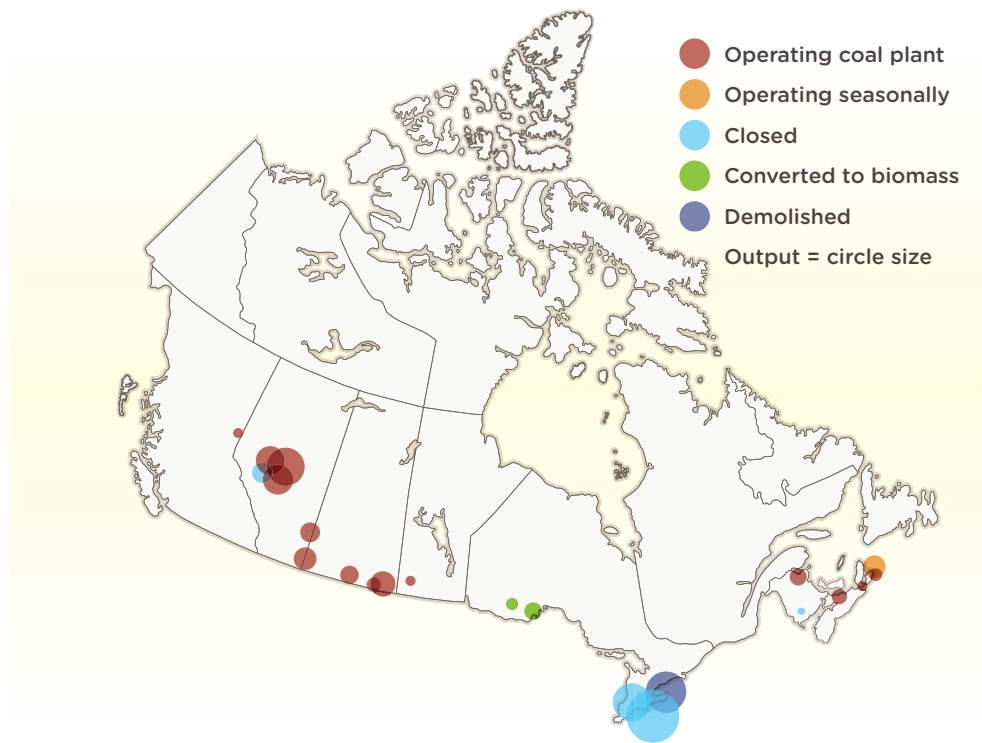 Operating coal plant
Operating seasonally
Closed
Converted to biomass
Demolished
Output = circle size